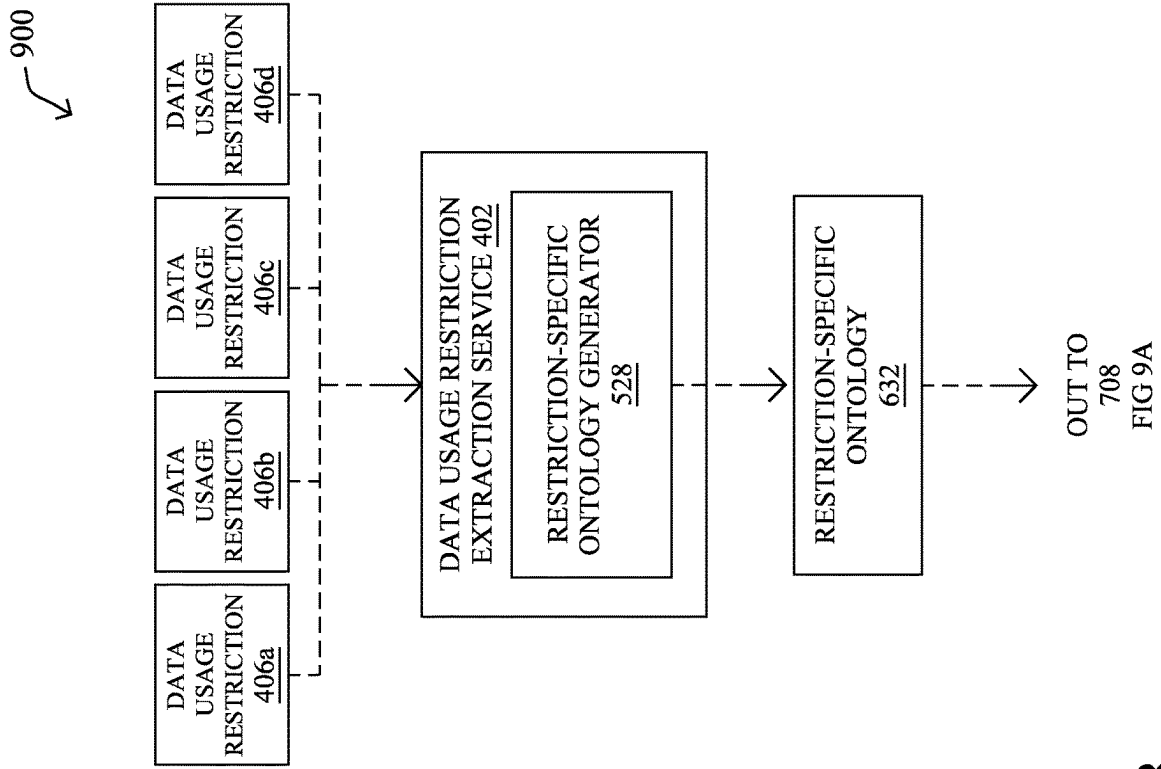 900
DATA
USAGE
RESTRICTION
406a
DATA
USAGE
RESTRICTION
406b
DATA
USAGE
RESTRICTION
406c
DATA
USAGE
RESTRICTION
406d
DATA USAGE RESTRICTION
EXTRACTION SERVICE 402
RESTRICTION-SPECIFIC
ONTOLOGY GENERATOR
528
RESTRICTION-SPECIFIC
ONTOLOGY
632
OUT TO
708
FIG 9A